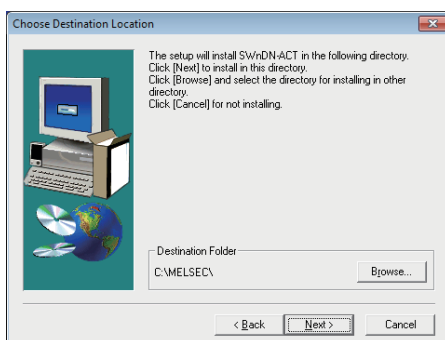 Choose Destination Location
The setup will install SWnDN-ACT in the following directory.
Click [Next] to install in this directory.
Click [Browse] and select the directory for installing in other
directory.
Click [Cancel] for not installing.
Destination Folder
C:\MELSEC\
Browse...
< Back
Next >
Cancel